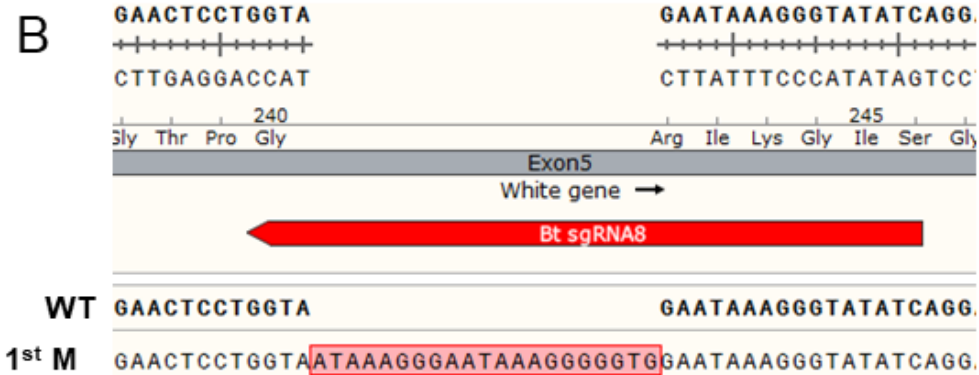 B
GAACTCCTGGTA GAATAAAGGGTATATCAGG
CTTGAGGACCAT CTTATTTCCCATATAGTCC
240 245
Gly Thr Pro Gly Arg Ile Lys Gly Ile Ser Gly
Exon5
White gene →
Bt sgRNA8
WT GAACTCCTGGTA GAATAAAGGGTATATCAGG
1st M GAACTCCTGGTAATAAAGGGAATAAAGGGGGTGGAATAAAGGGTATATCAGG